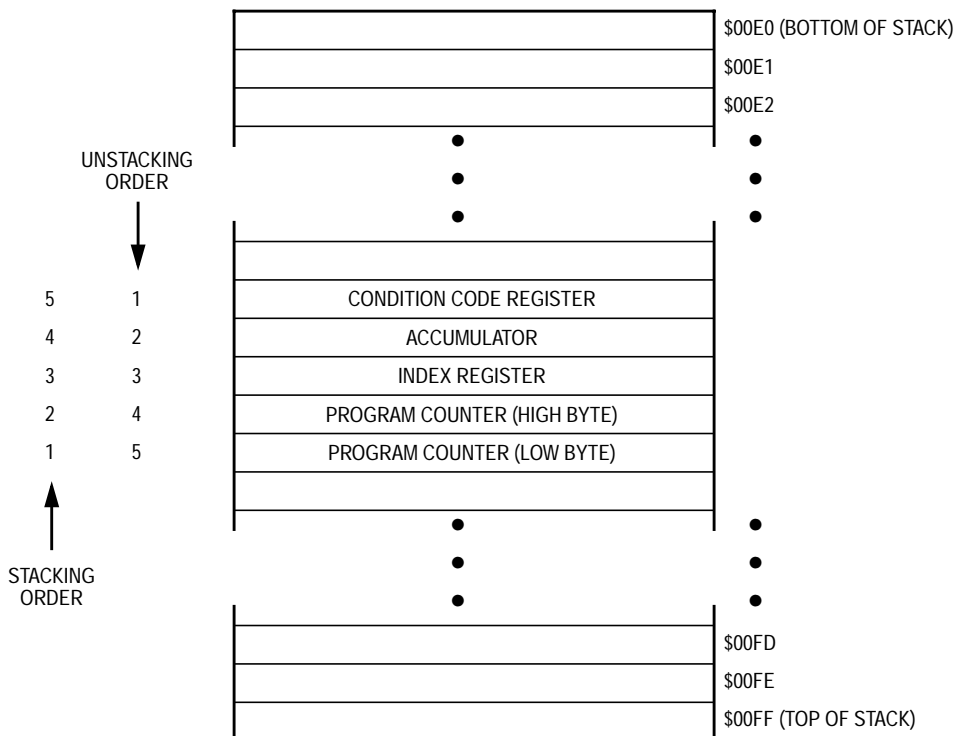 $00E0 (BOTTOM OF STACK)
$00E1
$00E2
UNSTACKING
ORDER
5 1 CONDITION CODE REGISTER
4 2 ACCUMULATOR
3 3 INDEX REGISTER
2 4 PROGRAM COUNTER (HIGH BYTE)
1 5 PROGRAM COUNTER (LOW BYTE)
STACKING
ORDER
$00FD
$00FE
$00FF (TOP OF STACK)